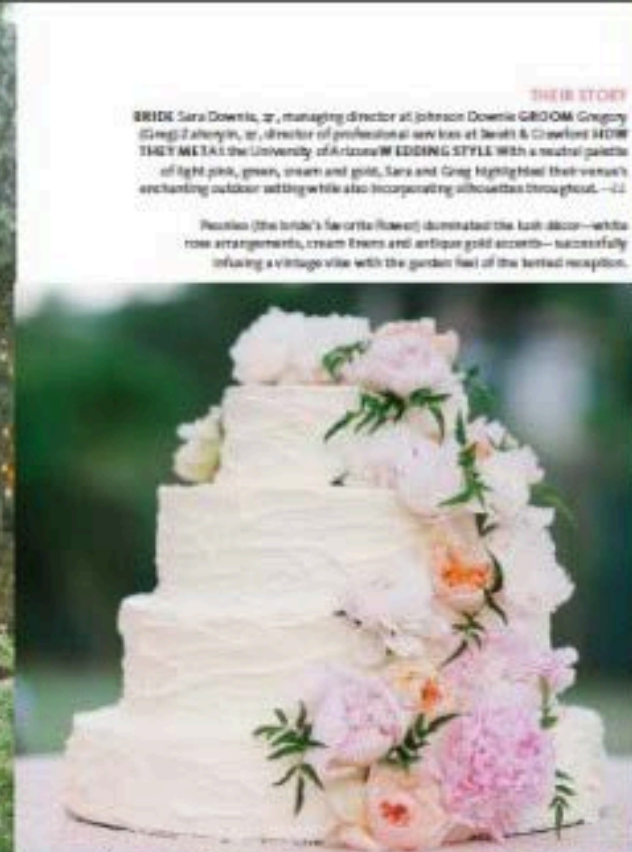 THEIR STORY
BRIDE Sara Downie, 27, managing director at Johnson Downie GROOM Gregory
(Greg) 27, director of professional services at & Crawford HOW
THEY MET At the University of Arizona WEDDING STYLE With a neutral palette
of light pink, green, cream and gold, Sara and Greg highlighted their venue's
enchanting outdoor setting while also incorporating silhouettes throughout.
Peonies (the bride's favorite flower) dominated the lush décor—white
rose arrangements, cream linens and antique gold accents—successfully
infusing a vintage vibe with the garden feel of the tented reception.